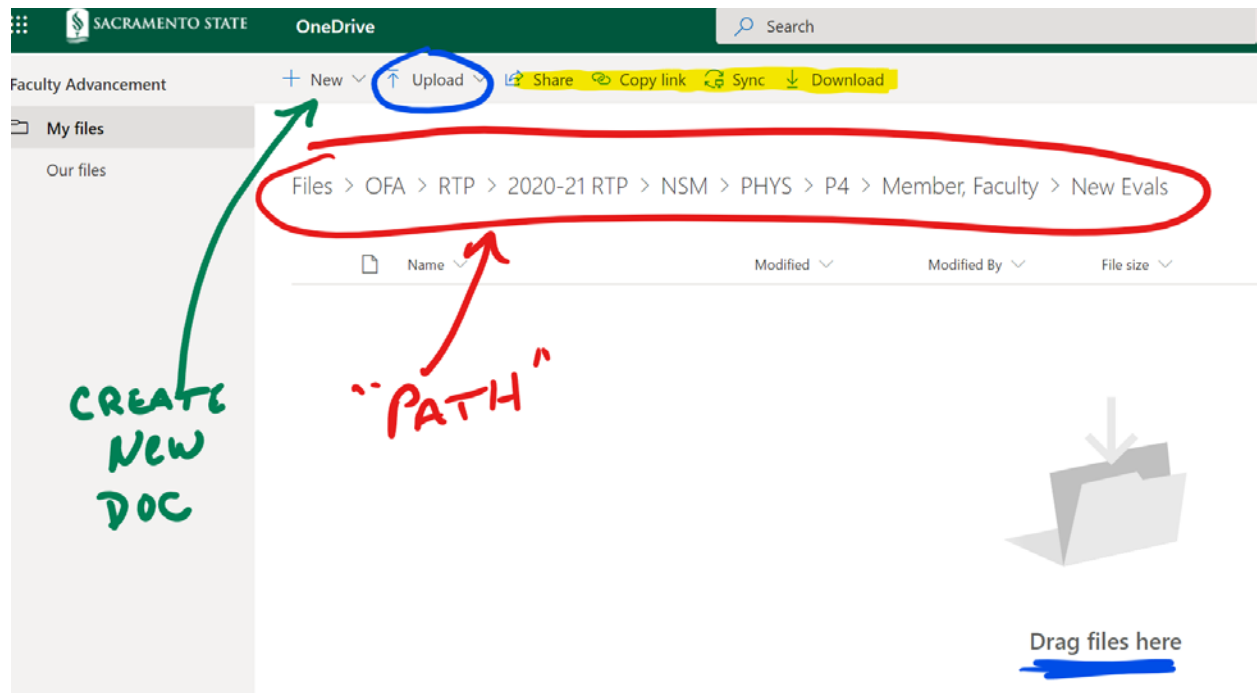 SACRAMENTO STATE OneDrive Search
Faculty Advancement + New Upload Share Copy link Sync Download
My files
Our files
Files > OFA > RTP > 2020-21 RTP > NSM > PHYS > P4 > Member, Faculty > New Evals
Name Modified Modified By File size
"PATH"
CREATE
NEW
DOC
Drag files here